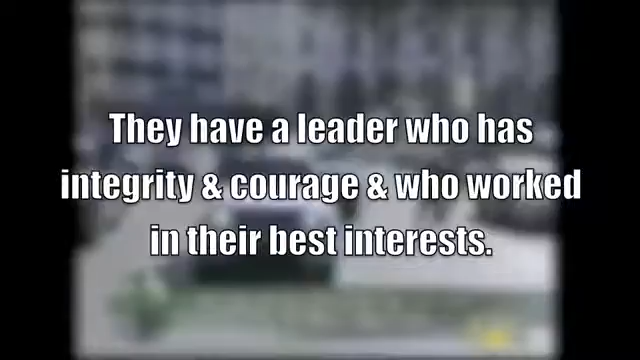 They have a leader who has
integrity & courage & who worked
in their best interests.